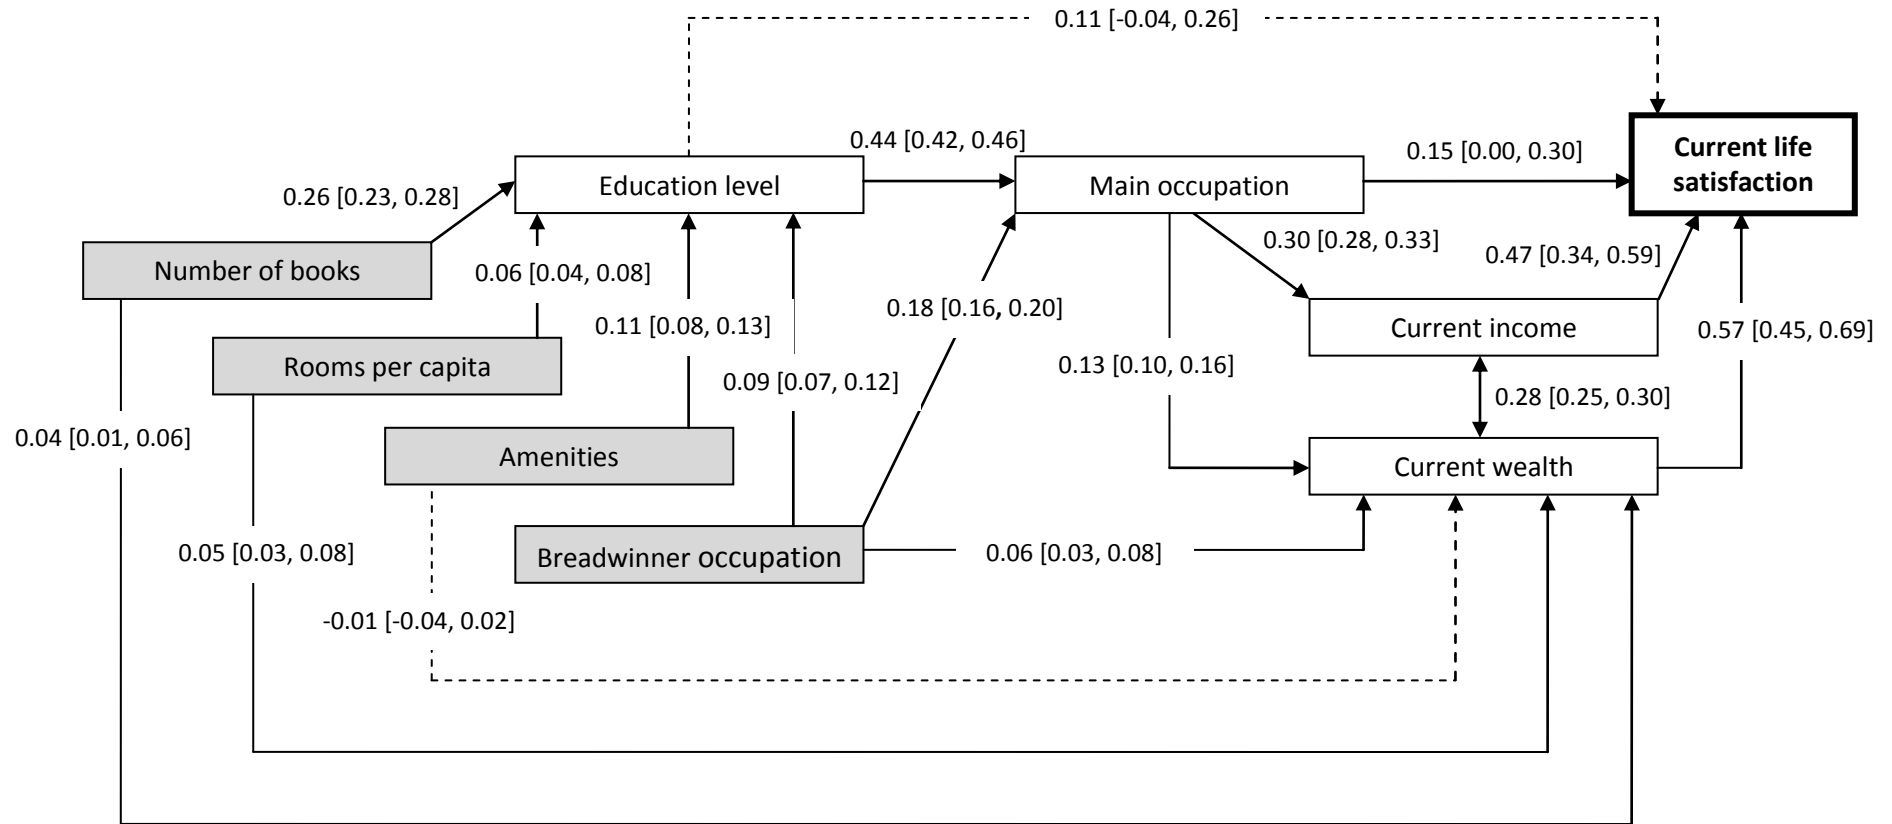 0.11 [-0.04, 0.26]
0.44 [0.42, 0.46]
0.15 [0.00, 0.30]
Current life
satisfaction
Education level
Main occupation
0.26 [0.23, 0.28]
0.30 [0.28, 0.33]
0.47 [0.34, 0.59]
Number of books
0.06 [0.04, 0.08]
0.18 [0.16, 0.20]
0.11 [0.08, 0.13]
Current income
0.57 [0.45, 0.69]
Rooms per capita
0.13 [0.10, 0.16]
0.09 [0.07, 0.12]
0.28 [0.25, 0.30]
0.04 [0.01, 0.06]
Amenities
Current wealth
0.05 [0.03, 0.08]
Breadwinner occupation
0.06 [0.03, 0.08]
-0.01 [-0.04, 0.02]